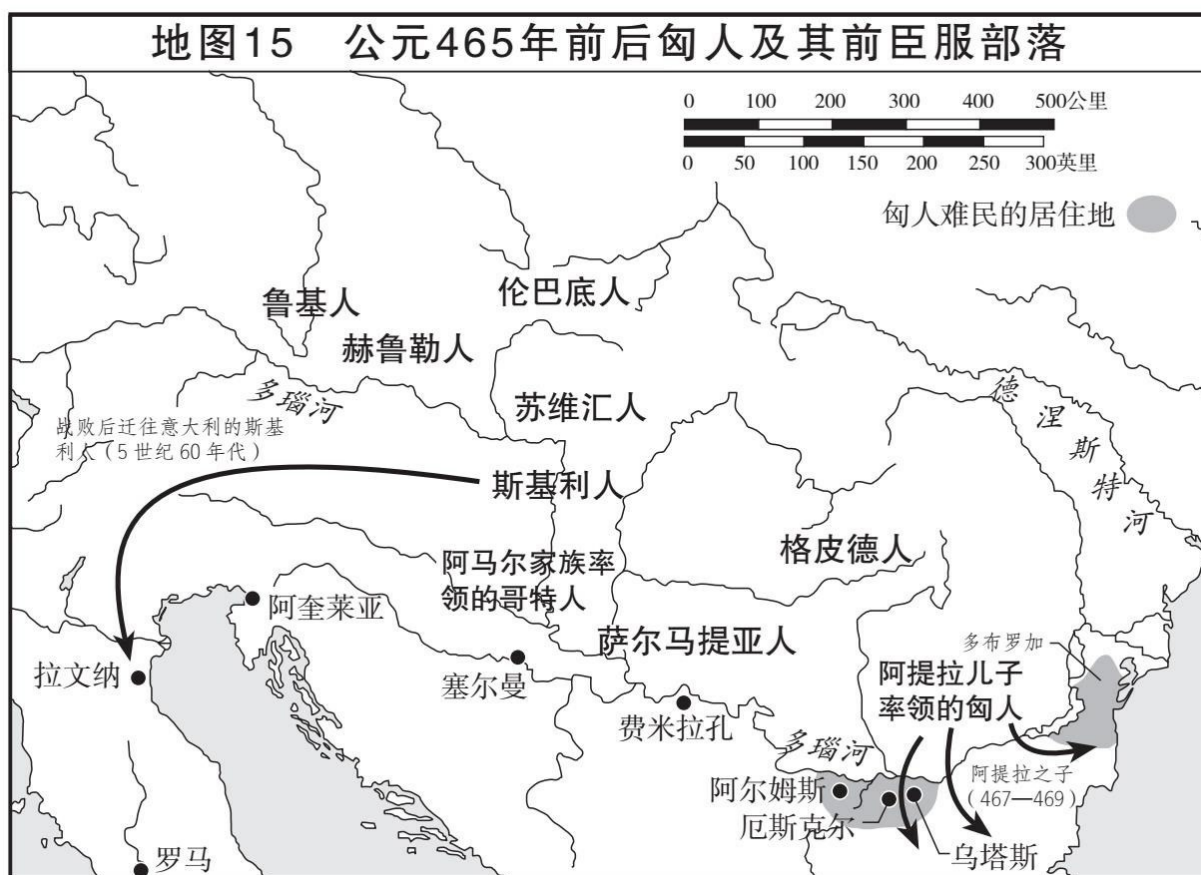 地图15 公元465年前后匈人及其前臣服部落
0 100 200 300 400 500公里
0 50 100 150 200 250 300英里
匈人难民的居住地
伦巴底人
鲁基人
赫鲁勒人
多瑙河
德涅斯特河
苏维汇人
战败后迁往意大利的斯基
利人（5世纪60年代）
斯基利人
格皮德人
阿马尔家族率
领的哥特人
阿奎莱亚
萨尔马提亚人
多布罗加
拉文纳
塞尔曼
阿提拉儿子
率领的匈人
费米拉孔
多瑙河
阿提拉之子
（467—469）
阿尔姆斯
厄斯克尔
乌塔斯
罗马